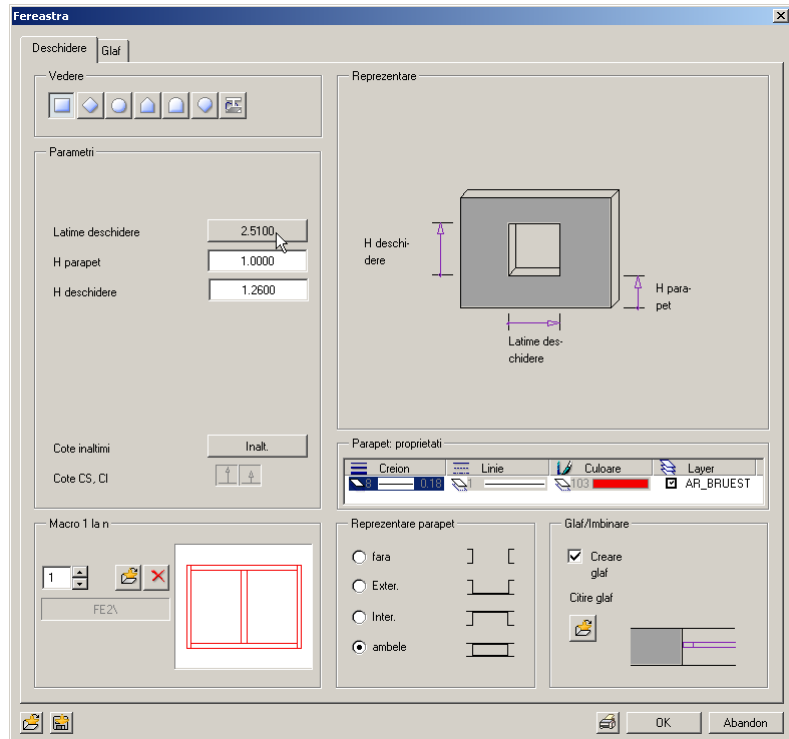 Fereastra
Deschidere Glaf
Vedere
Parametri
Latime deschidere 2.5100
H parapet 1.0000
H deschidere 1.2600
Cote inaltimi Inalt.
Cote CS, CI
Macro 1 la n
1
FE2\
Reprezentare
H deschi-
dere
H para-
pet
Latime des-
chidere
Parapet: proprietati
Creion Linie Culoare Layer
8 0.18 1 103 AR_BRUEST
Reprezentare parapet
fara
Exter.
Inter.
ambele
Glaf/Imbinare
Creare
glaf
Citire glaf
OK Abandon